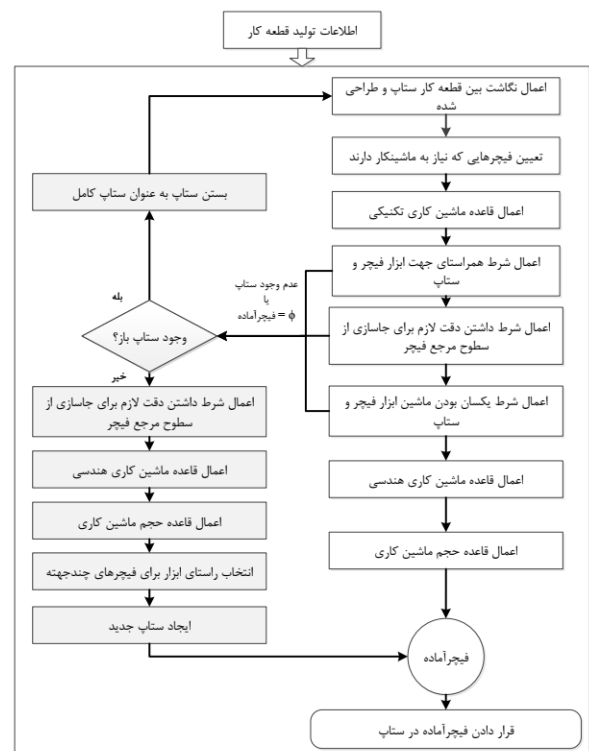 اطلاعات تولید قطعه کار
اعمال نگاشت بین قطعه کار ستاپ و طراحی
شده
تعیین فیچرهایی که نیاز به ماشینکار دارند
اعمال قاعده ماشین کاری تکنیکی
اعمال شرط همراستای جهت ابزار فیچر و
ستاپ
اعمال شرط داشتن دقت لازم برای جاسازی از
سطوح مرجع فیچر
اعمال شرط یکسان بودن ماشین ابزار فیچر و
ستاپ
اعمال قاعده ماشین کاری هندسی
اعمال قاعده حجم ماشین کاری
عدم وجود ستاپ
یا
فیچرآماده = ϕ
وجود ستاپ باز؟
بله
بستن ستاپ به عنوان ستاپ کامل
خیر
اعمال شرط داشتن دقت لازم برای جاسازی از
سطوح مرجع فیچر
اعمال قاعده ماشین کاری هندسی
اعمال قاعده حجم ماشین کاری
انتخاب راستای ابزار برای فیچرهای چندجهته
ایجاد ستاپ جدید
فیچرآماده
قرار دادن فیچرآماده در ستاپ